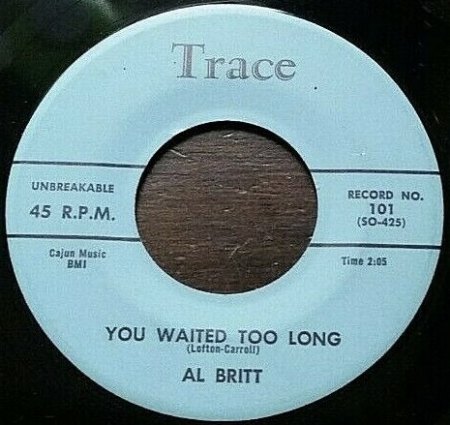 Trace
UNBREAKABLE
45 R.P.M.
RECORD NO.
101
(SO-425)
Cajun Music
BMI
Time 2:05
YOU WAITED TOO LONG
(Lofton-Carroll)
AL BRITT